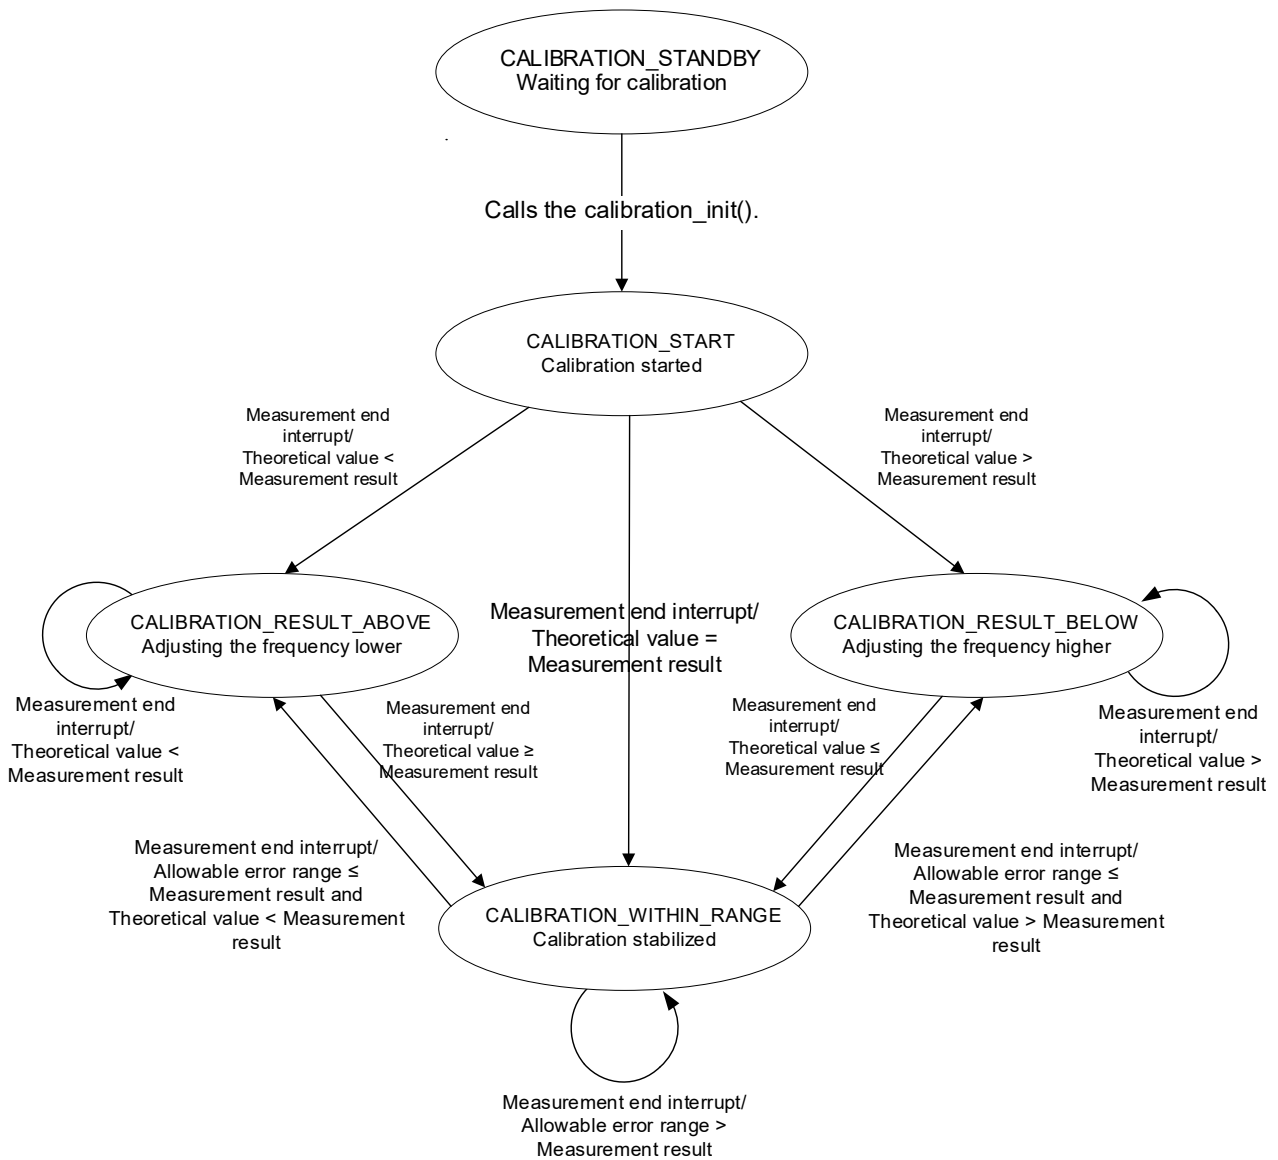 CALIBRATION_STANDBY
Waiting for calibration
Calls the calibration_init().
CALIBRATION_START
Calibration started
Measurement end
interrupt/
Theoretical value <
Measurement result
Measurement end
interrupt/
Theoretical value >
Measurement result
CALIBRATION_RESULT_ABOVE
Adjusting the frequency lower
Measurement end interrupt/
Theoretical value =
Measurement result
CALIBRATION_RESULT_BELOW
Adjusting the frequency higher
Measurement end
interrupt/
Theoretical value <
Measurement result
Measurement end
interrupt/
Theoretical value ≥
Measurement result
Measurement end
interrupt/
Theoretical value ≤
Measurement result
Measurement end
interrupt/
Theoretical value >
Measurement result
Measurement end interrupt/
Allowable error range ≤
Measurement result and
Theoretical value < Measurement
result
Measurement end interrupt/
Allowable error range ≤
Measurement result and
Theoretical value > Measurement
result
CALIBRATION_WITHIN_RANGE
Calibration stabilized
Measurement end interrupt/
Allowable error range >
Measurement result